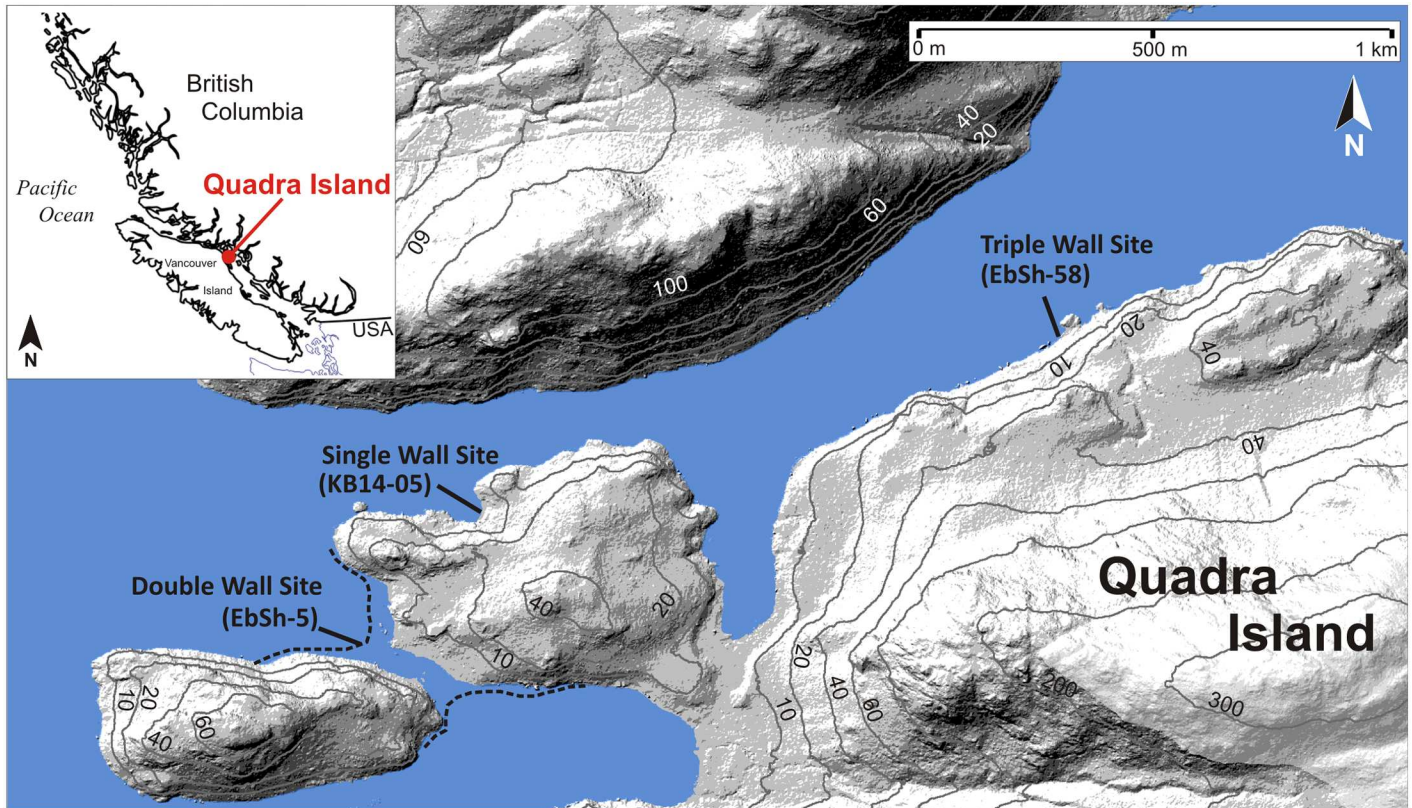 British
Columbia
Pacific
Ocean
Quadra Island
Vancouver
Island
USA
N
0 m 500 m 1 km
N
40
20
60
60
100
Triple Wall Site
(EbSh-58)
20
10
40
40
Single Wall Site
(KB14-05)
Double Wall Site
(EbSh-5)
40
20
10
10
20
40
60
20
40
60
10
Quadra
Island
200
300